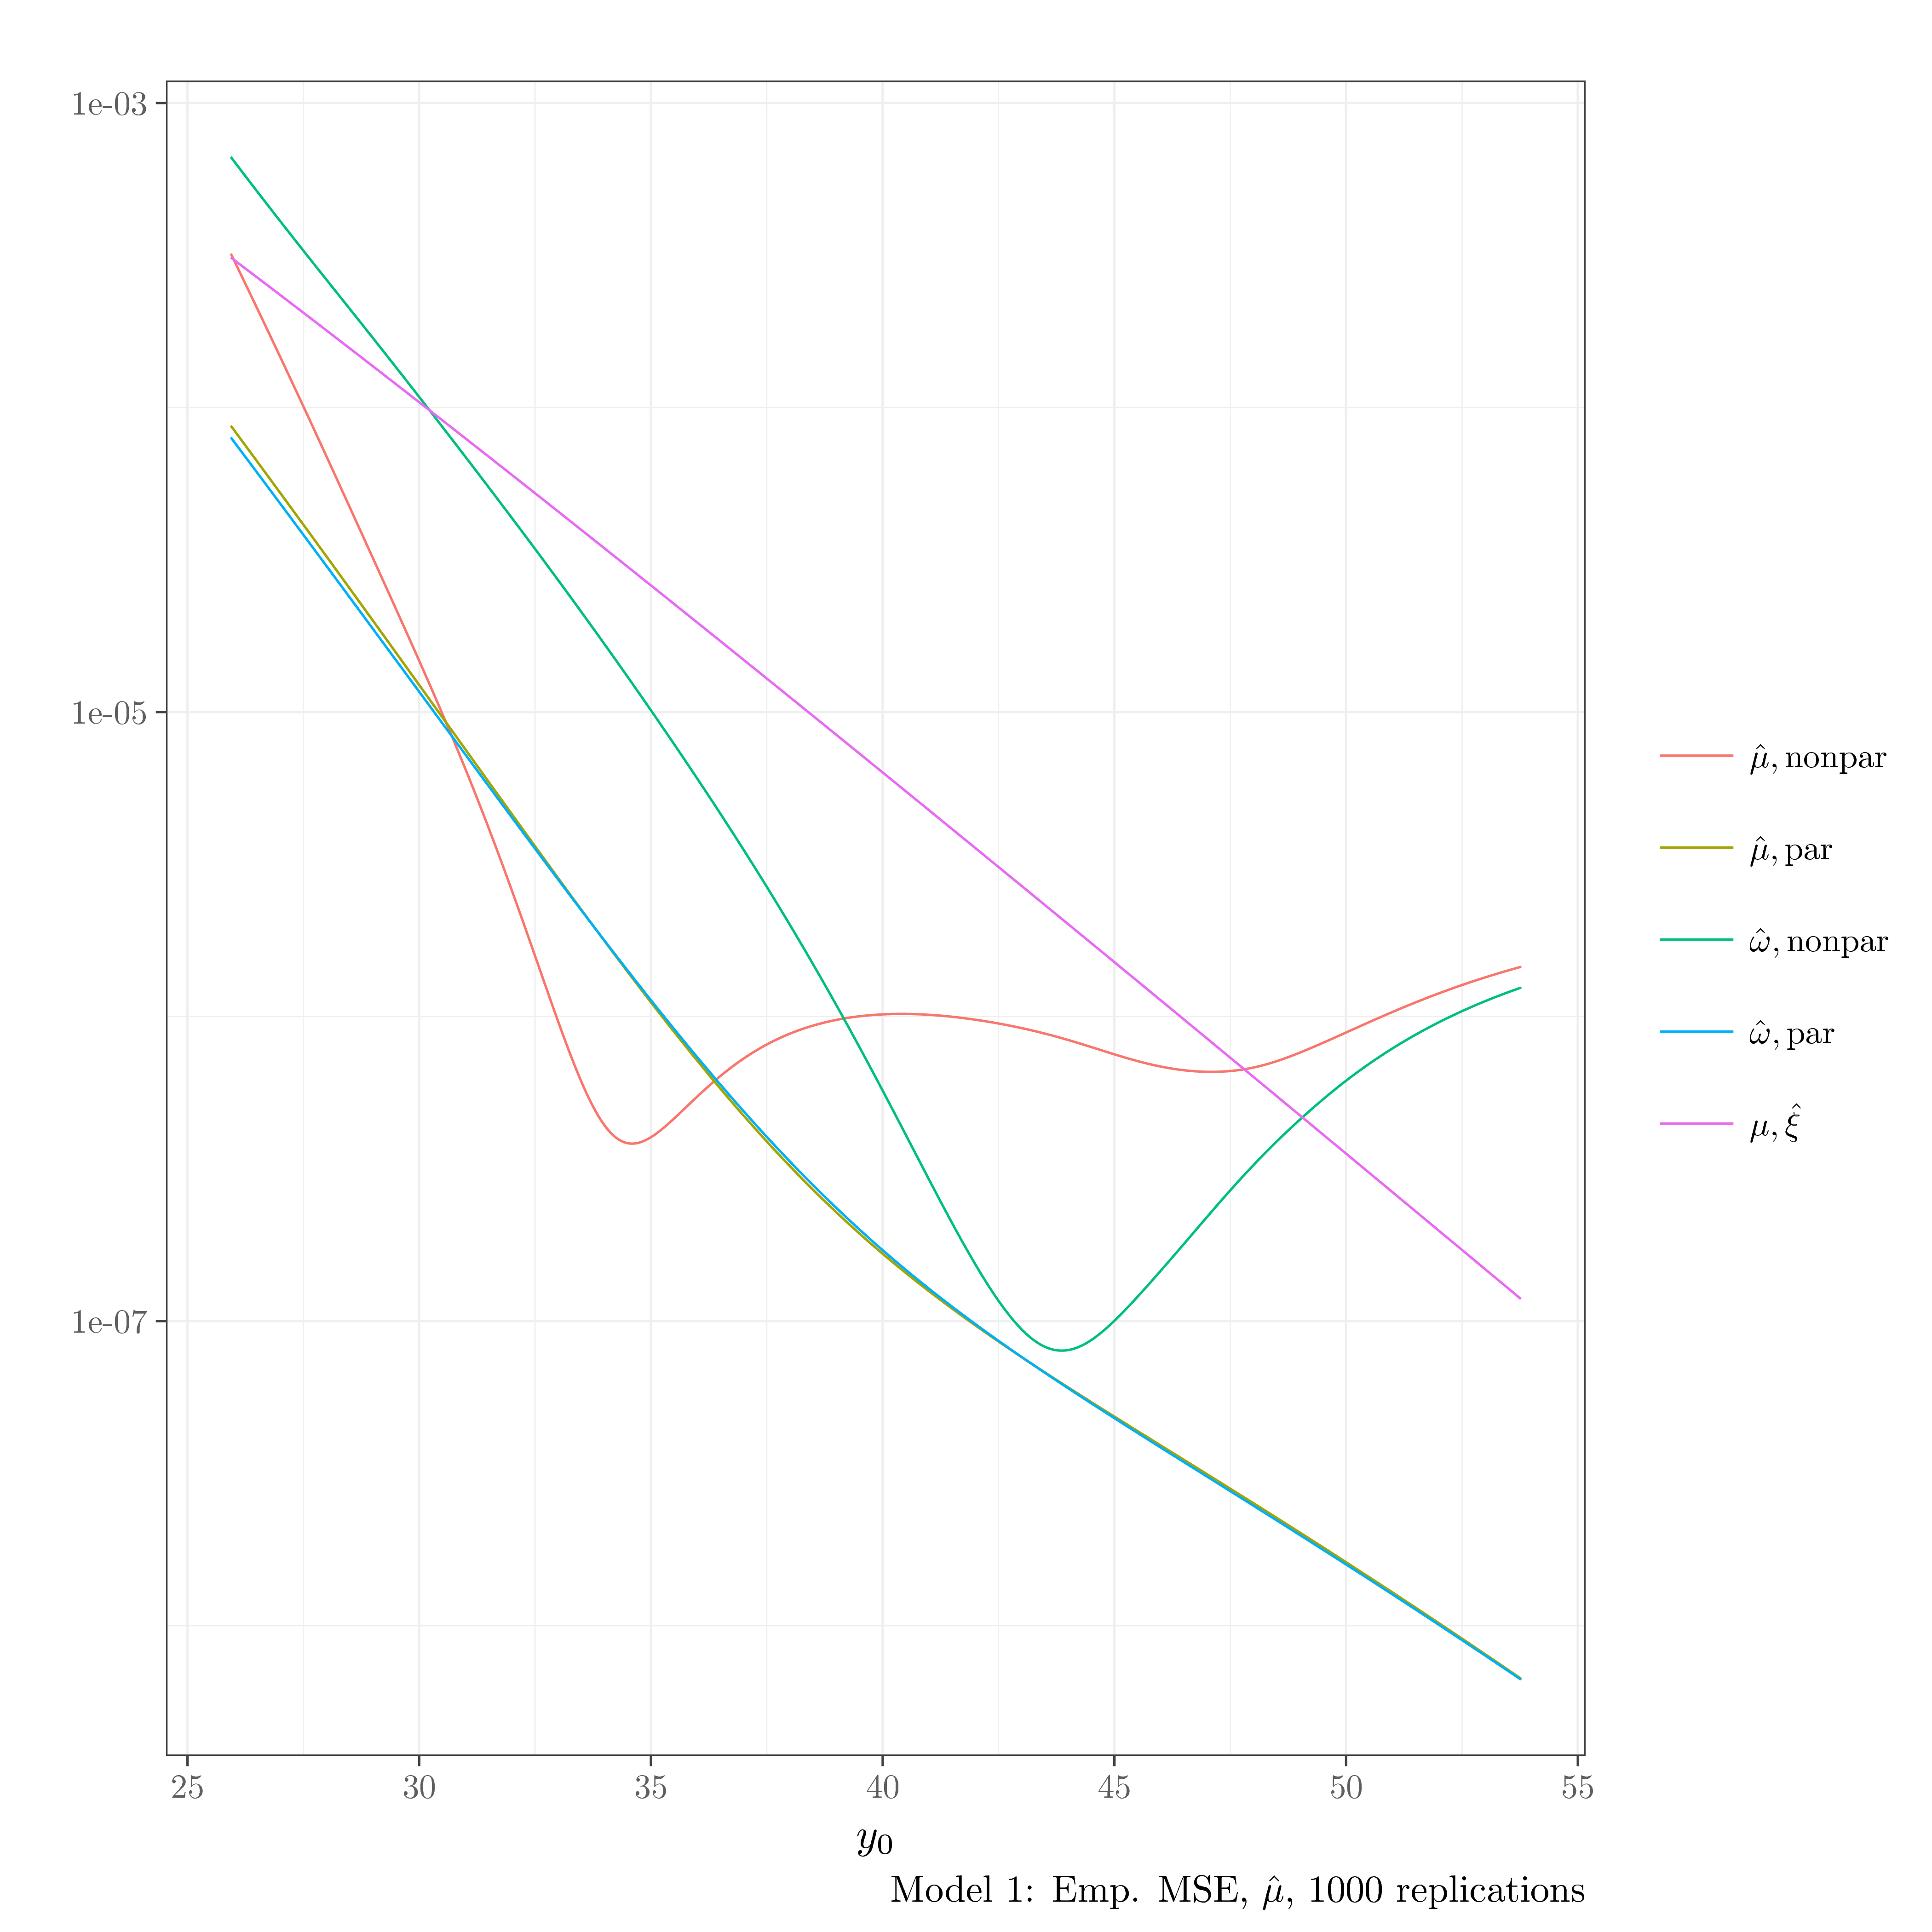 1e-03
1e-05
1e-07
25 30 35 40 45 50 55
y₀
μ̂, nonpar
μ̂, par
ω̂, nonpar
ω̂, par
μ, ξ̂
Model 1: Emp. MSE, μ̂, 1000 replications